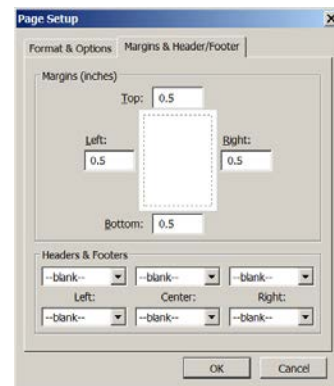 Page Setup
Format & Options Margins & Header/Footer
Margins (inches)
Top: 0.5
Left: Right:
0.5 0.5
Bottom: 0.5
Headers & Footers
--blank-- --blank-- --blank--
Left: Center: Right:
--blank-- --blank-- --blank--
OK Cancel